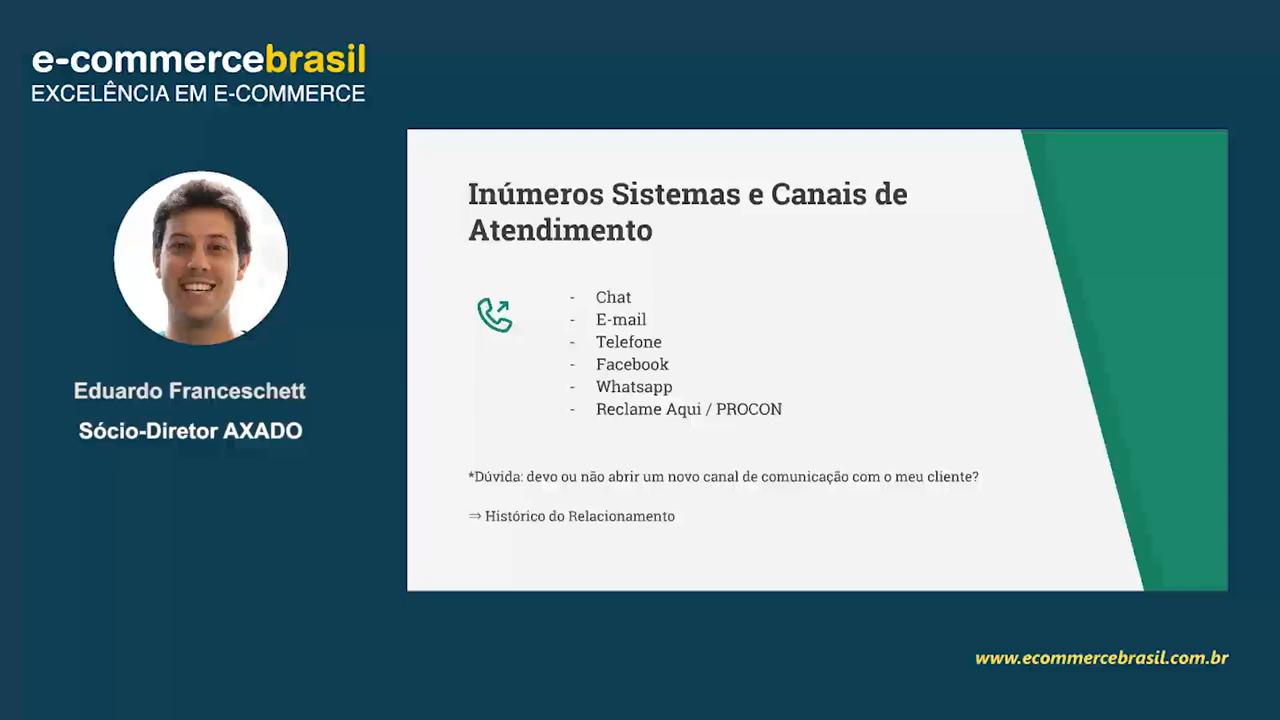 e-commercebrasil
EXCELÊNCIA EM E-COMMERCE
Eduardo Franceschett
Sócio-Diretor AXADO
Inúmeros Sistemas e Canais de
Atendimento
- Chat
- E-mail
- Telefone
- Facebook
- Whatsapp
- Reclame Aqui / PROCON
*Dúvida: devo ou não abrir um novo canal de comunicação com o meu cliente?
⇒ Histórico do Relacionamento
www.ecommercebrasil.com.br